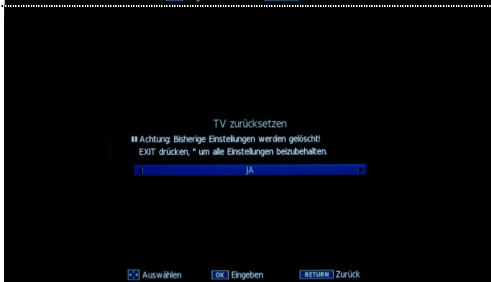 TV zurücksetzen
Achtung: Bisherige Einstellungen werden gelöscht!
EXIT drücken, " um alle Einstellungen beizubehalten.
JA
Auswählen OK Eingeben RETURN Zurück